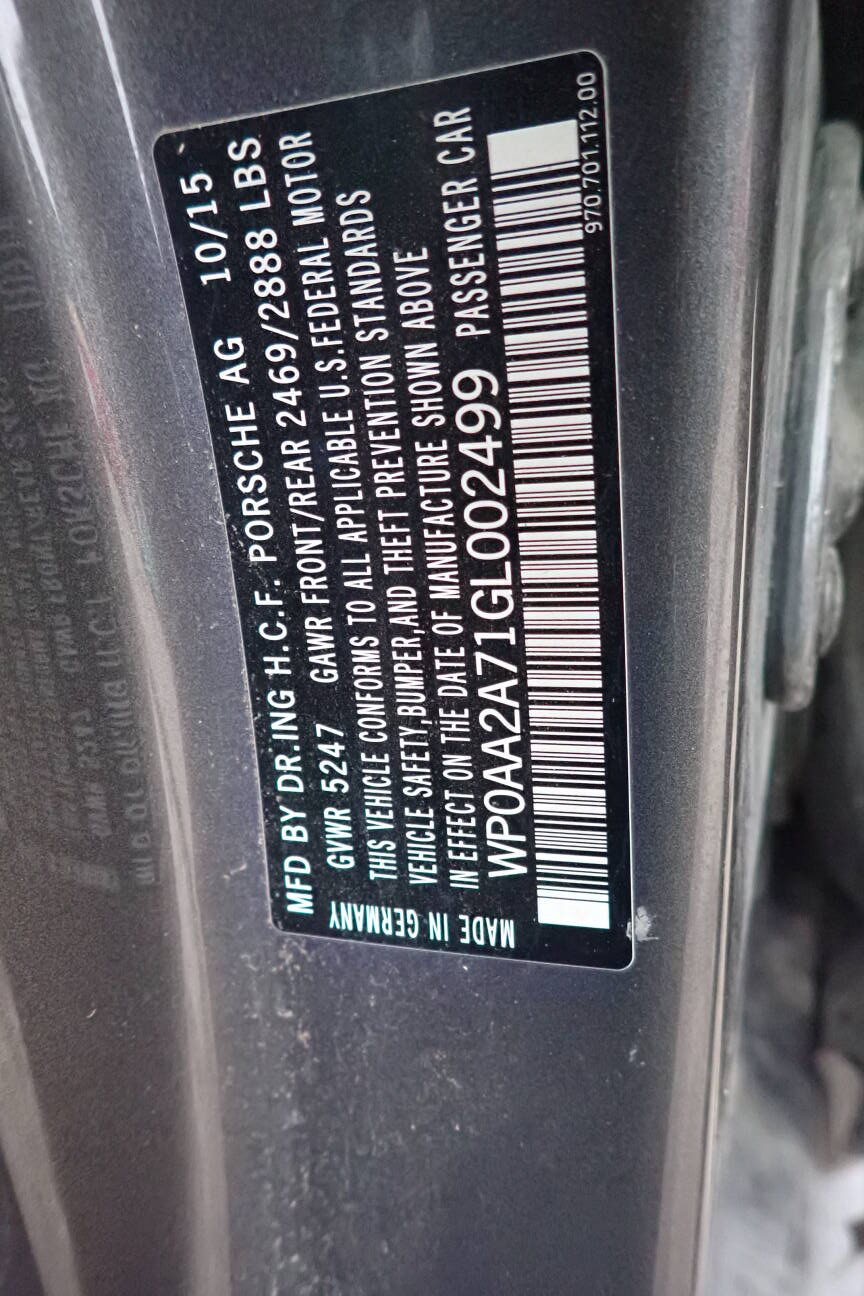 MFD BY DR.ING H.C.F. PORSCHE AG 10/15
GVWR 5247 GAWR FRONT/REAR 2469/2888 LBS
THIS VEHICLE CONFORMS TO ALL APPLICABLE U.S.FEDERAL MOTOR
VEHICLE SAFETY,BUMPER,AND THEFT PREVENTION STANDARDS
IN EFFECT ON THE DATE OF MANUFACTURE SHOWN ABOVE
WP0AA2A71GL002499 PASSENGER CAR
MADE IN GERMANY
970.701.112.00